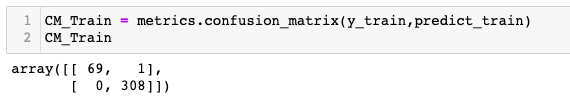 1 CM_Train = metrics.confusion_matrix(y_train,predict_train)
2 CM_Train
array([[ 69,   1],
       [  0, 308]])